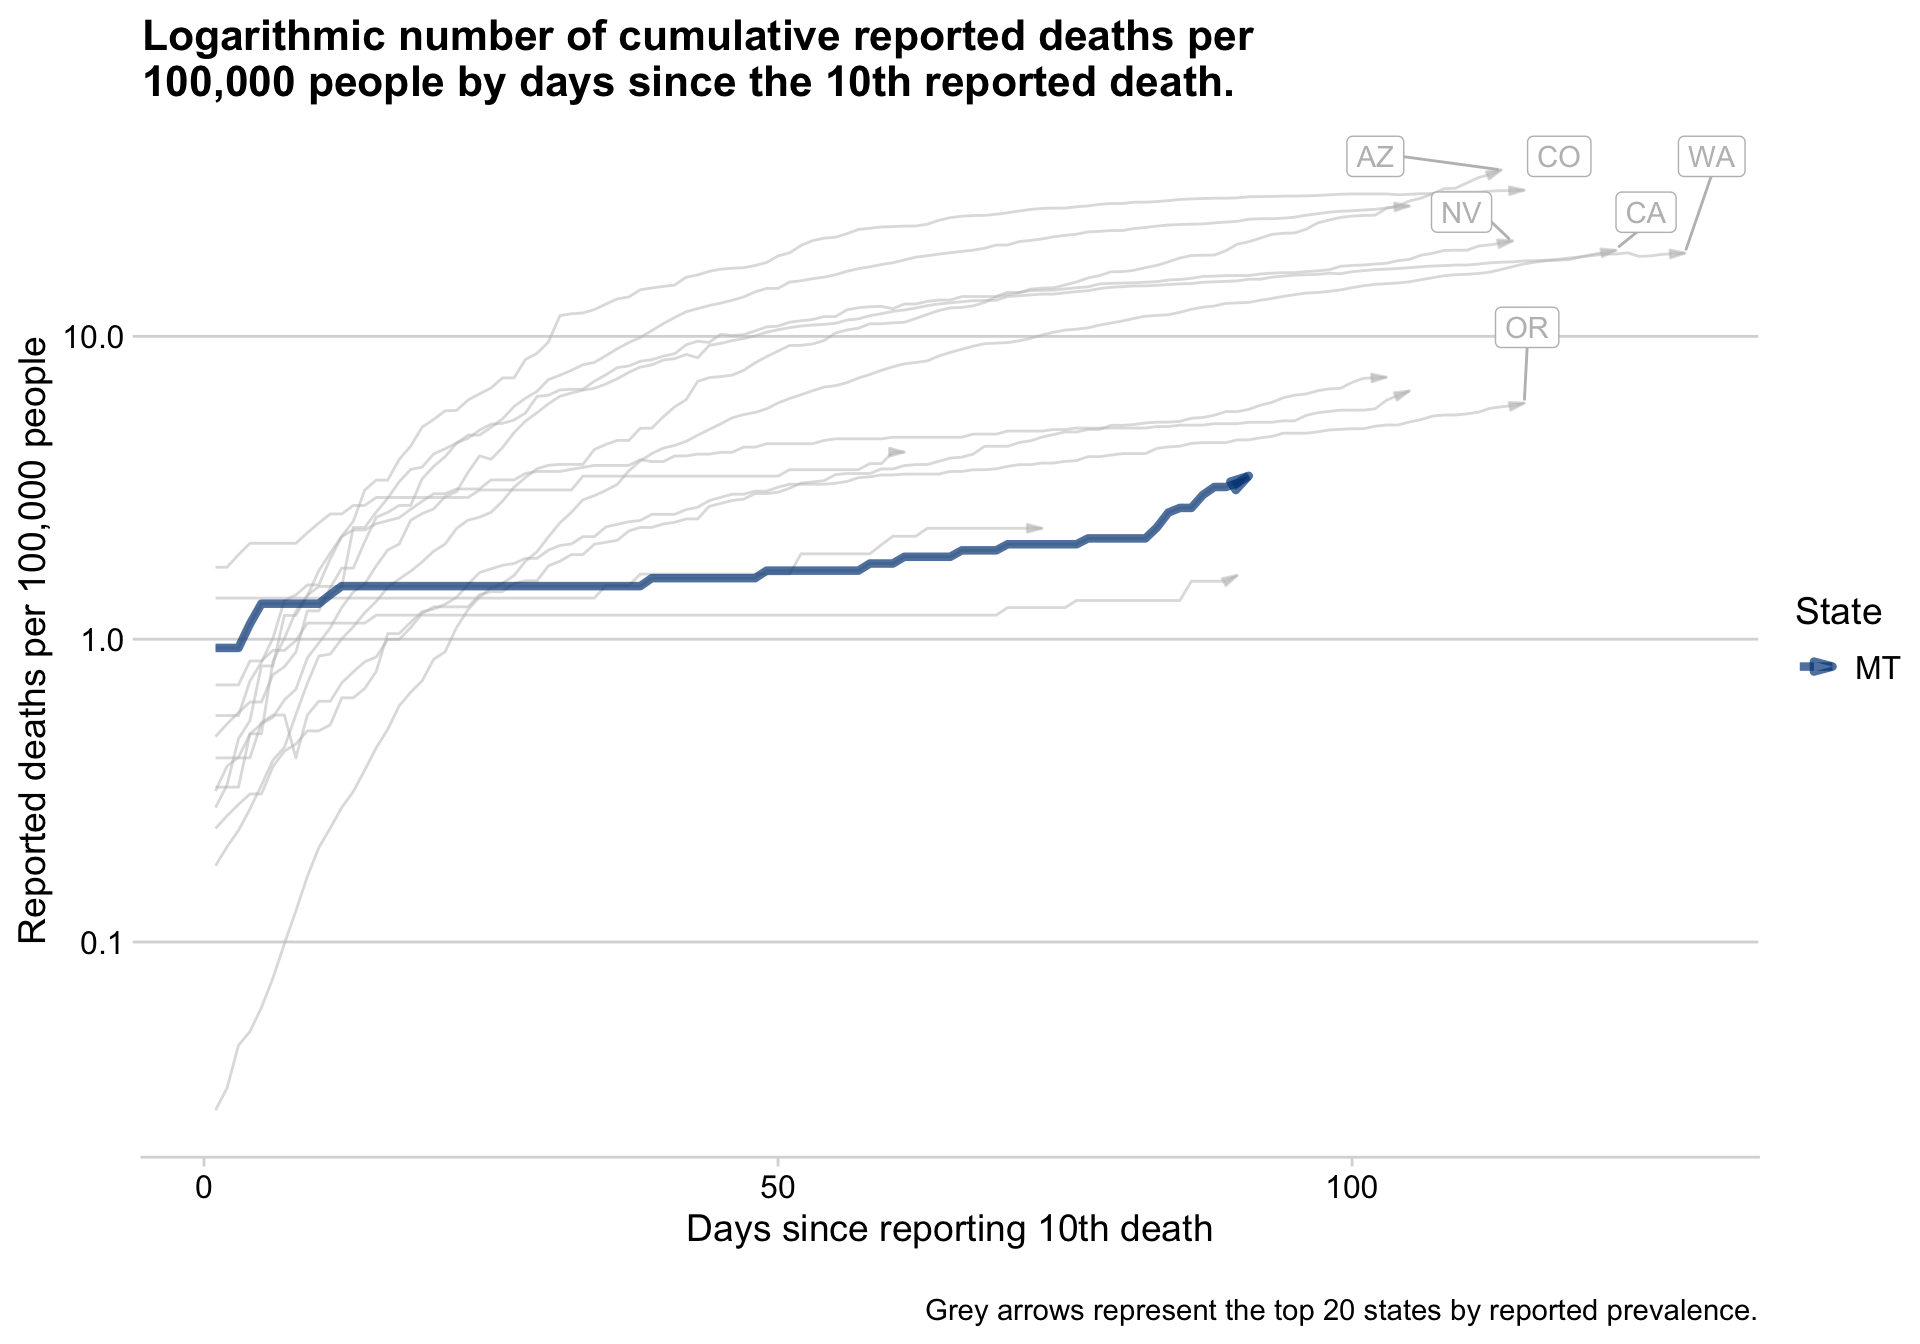 Logarithmic number of cumulative reported deaths per
100,000 people by days since the 10th reported death.
AZ
CO
WA
NV
CA
OR
10.0
1.0
0.1
Reported deaths per 100,000 people
State
MT
0
50
100
Days since reporting 10th death
Grey arrows represent the top 20 states by reported prevalence.